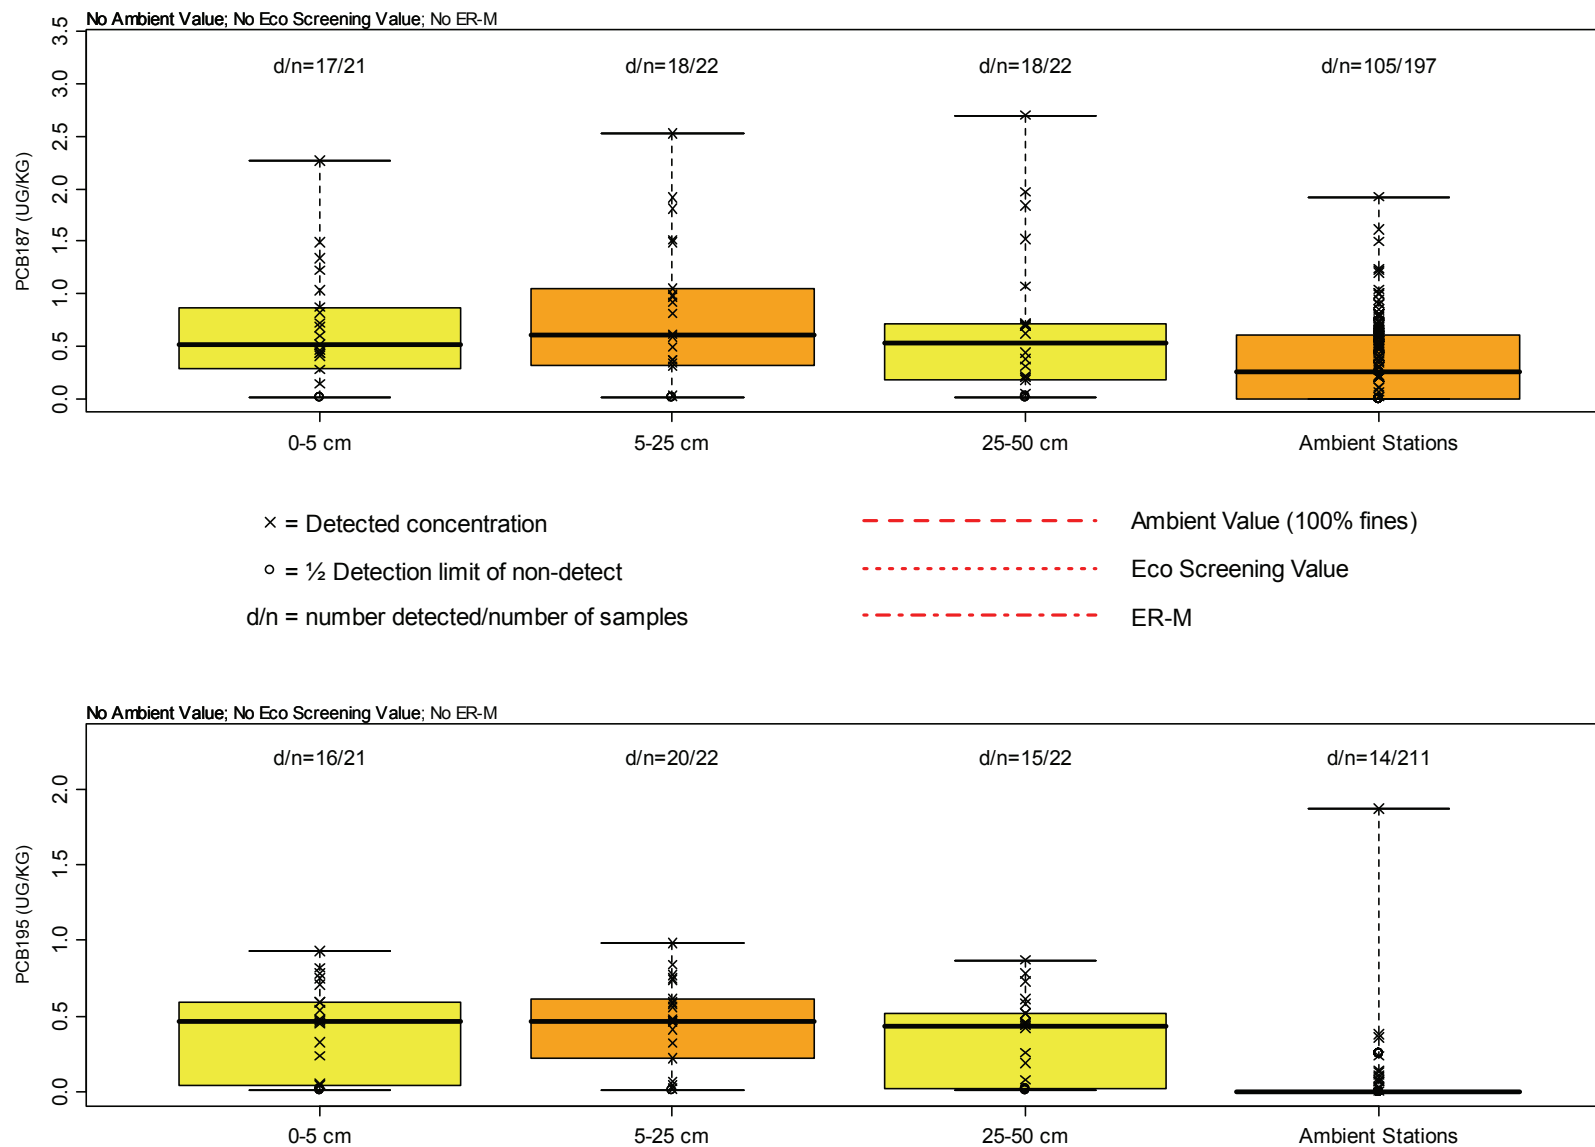 No Ambient Value; No Eco Screening Value; No ER-M
3.5
3.0
2.5
2.0
1.5
1.0
0.5
0.0
PCB187 (UG/KG)
d/n=17/21 d/n=18/22 d/n=18/22 d/n=105/197
0-5 cm 5-25 cm 25-50 cm Ambient Stations
× = Detected concentration
o = ½ Detection limit of non-detect
d/n = number detected/number of samples
Ambient Value (100% fines)
Eco Screening Value
ER-M
No Ambient Value; No Eco Screening Value; No ER-M
2.0
1.5
1.0
0.5
0.0
PCB195 (UG/KG)
d/n=16/21 d/n=20/22 d/n=15/22 d/n=14/211
0-5 cm 5-25 cm 25-50 cm Ambient Stations